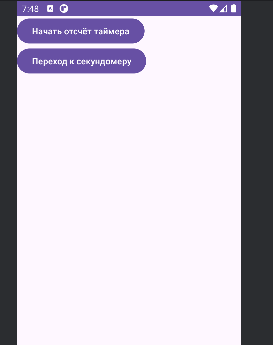 7:48
Начать отсчёт таймера
Переход к секундомеру